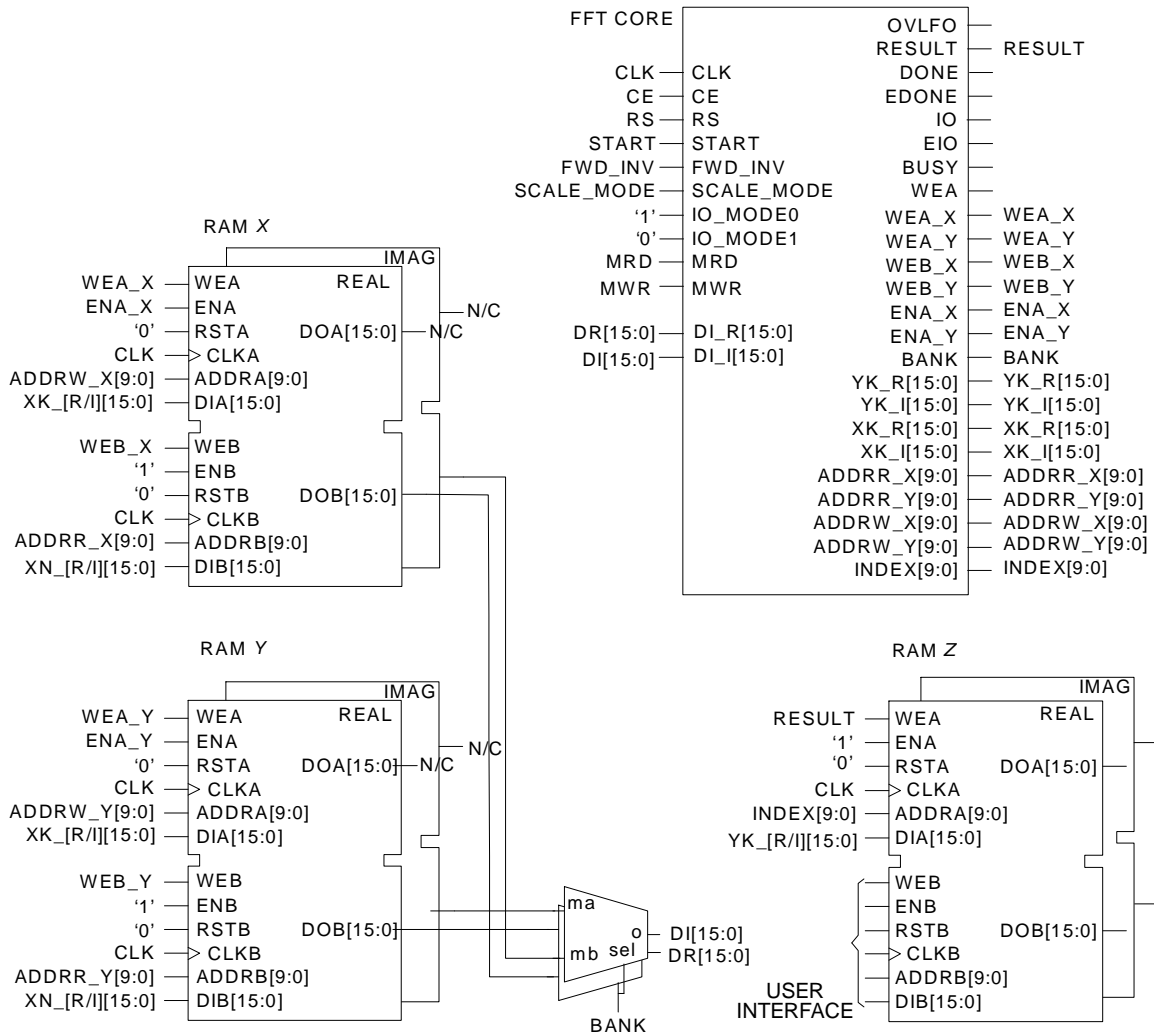 FFT CORE
OVLFO
RESULT RESULT
CLK CLK DONE
CE CE EDONE
RS RS IO
START START EIO
FWD_INV FWD_INV BUSY
SCALE_MODE SCALE_MODE WEA
'1' IO_MODE0 WEA_X WEA_X
'0' IO_MODE1 WEA_Y WEA_Y
MRD MRD WEB_X WEB_X
MWR MWR WEB_Y WEB_Y
ENA_X ENA_X
DR[15:0] DI_R[15:0] ENA_Y ENA_Y
DI[15:0] DI_I[15:0] BANK BANK
YK_R[15:0] YK_R[15:0]
YK_I[15:0] YK_I[15:0]
XK_R[15:0] XK_R[15:0]
XK_I[15:0] XK_I[15:0]
ADDRR_X[9:0] ADDRR_X[9:0]
ADDRR_Y[9:0] ADDRR_Y[9:0]
ADDRW_X[9:0] ADDRW_X[9:0]
ADDRW_Y[9:0] ADDRW_Y[9:0]
INDEX[9:0] INDEX[9:0]
RAM X
IMAG
WEA_X WEA REAL
ENA_X ENA N/C
'0' RSTA DOA[15:0] N/C
CLK CLKA
ADDRW_X[9:0] ADDRA[9:0]
XK_[R/I][15:0] DIA[15:0]
WEB_X WEB
'1' ENB
'0' RSTB DOB[15:0]
CLK CLKB
ADDRR_X[9:0] ADDRB[9:0]
XN_[R/I][15:0] DIB[15:0]
RAM Y
IMAG
WEA_Y WEA REAL
ENA_Y ENA N/C
'0' RSTA DOA[15:0] N/C
CLK CLKA
ADDRW_Y[9:0] ADDRA[9:0]
XK_[R/I][15:0] DIA[15:0]
WEB_Y WEB
'1' ENB
'0' RSTB DOB[15:0]
CLK CLKB
ADDRR_Y[9:0] ADDRB[9:0]
XN_[R/I][15:0] DIB[15:0]
ma
o DI[15:0]
mb sel DR[15:0]
BANK
RAM Z
IMAG
RESULT WEA REAL
'1' ENA
'0' RSTA DOA[15:0]
CLK CLKA
INDEX[9:0] ADDRA[9:0]
YK_[R/I][15:0] DIA[15:0]
WEB
ENB
RSTB DOB[15:0]
CLKB
ADDRB[9:0]
DIB[15:0]
USER
INTERFACE